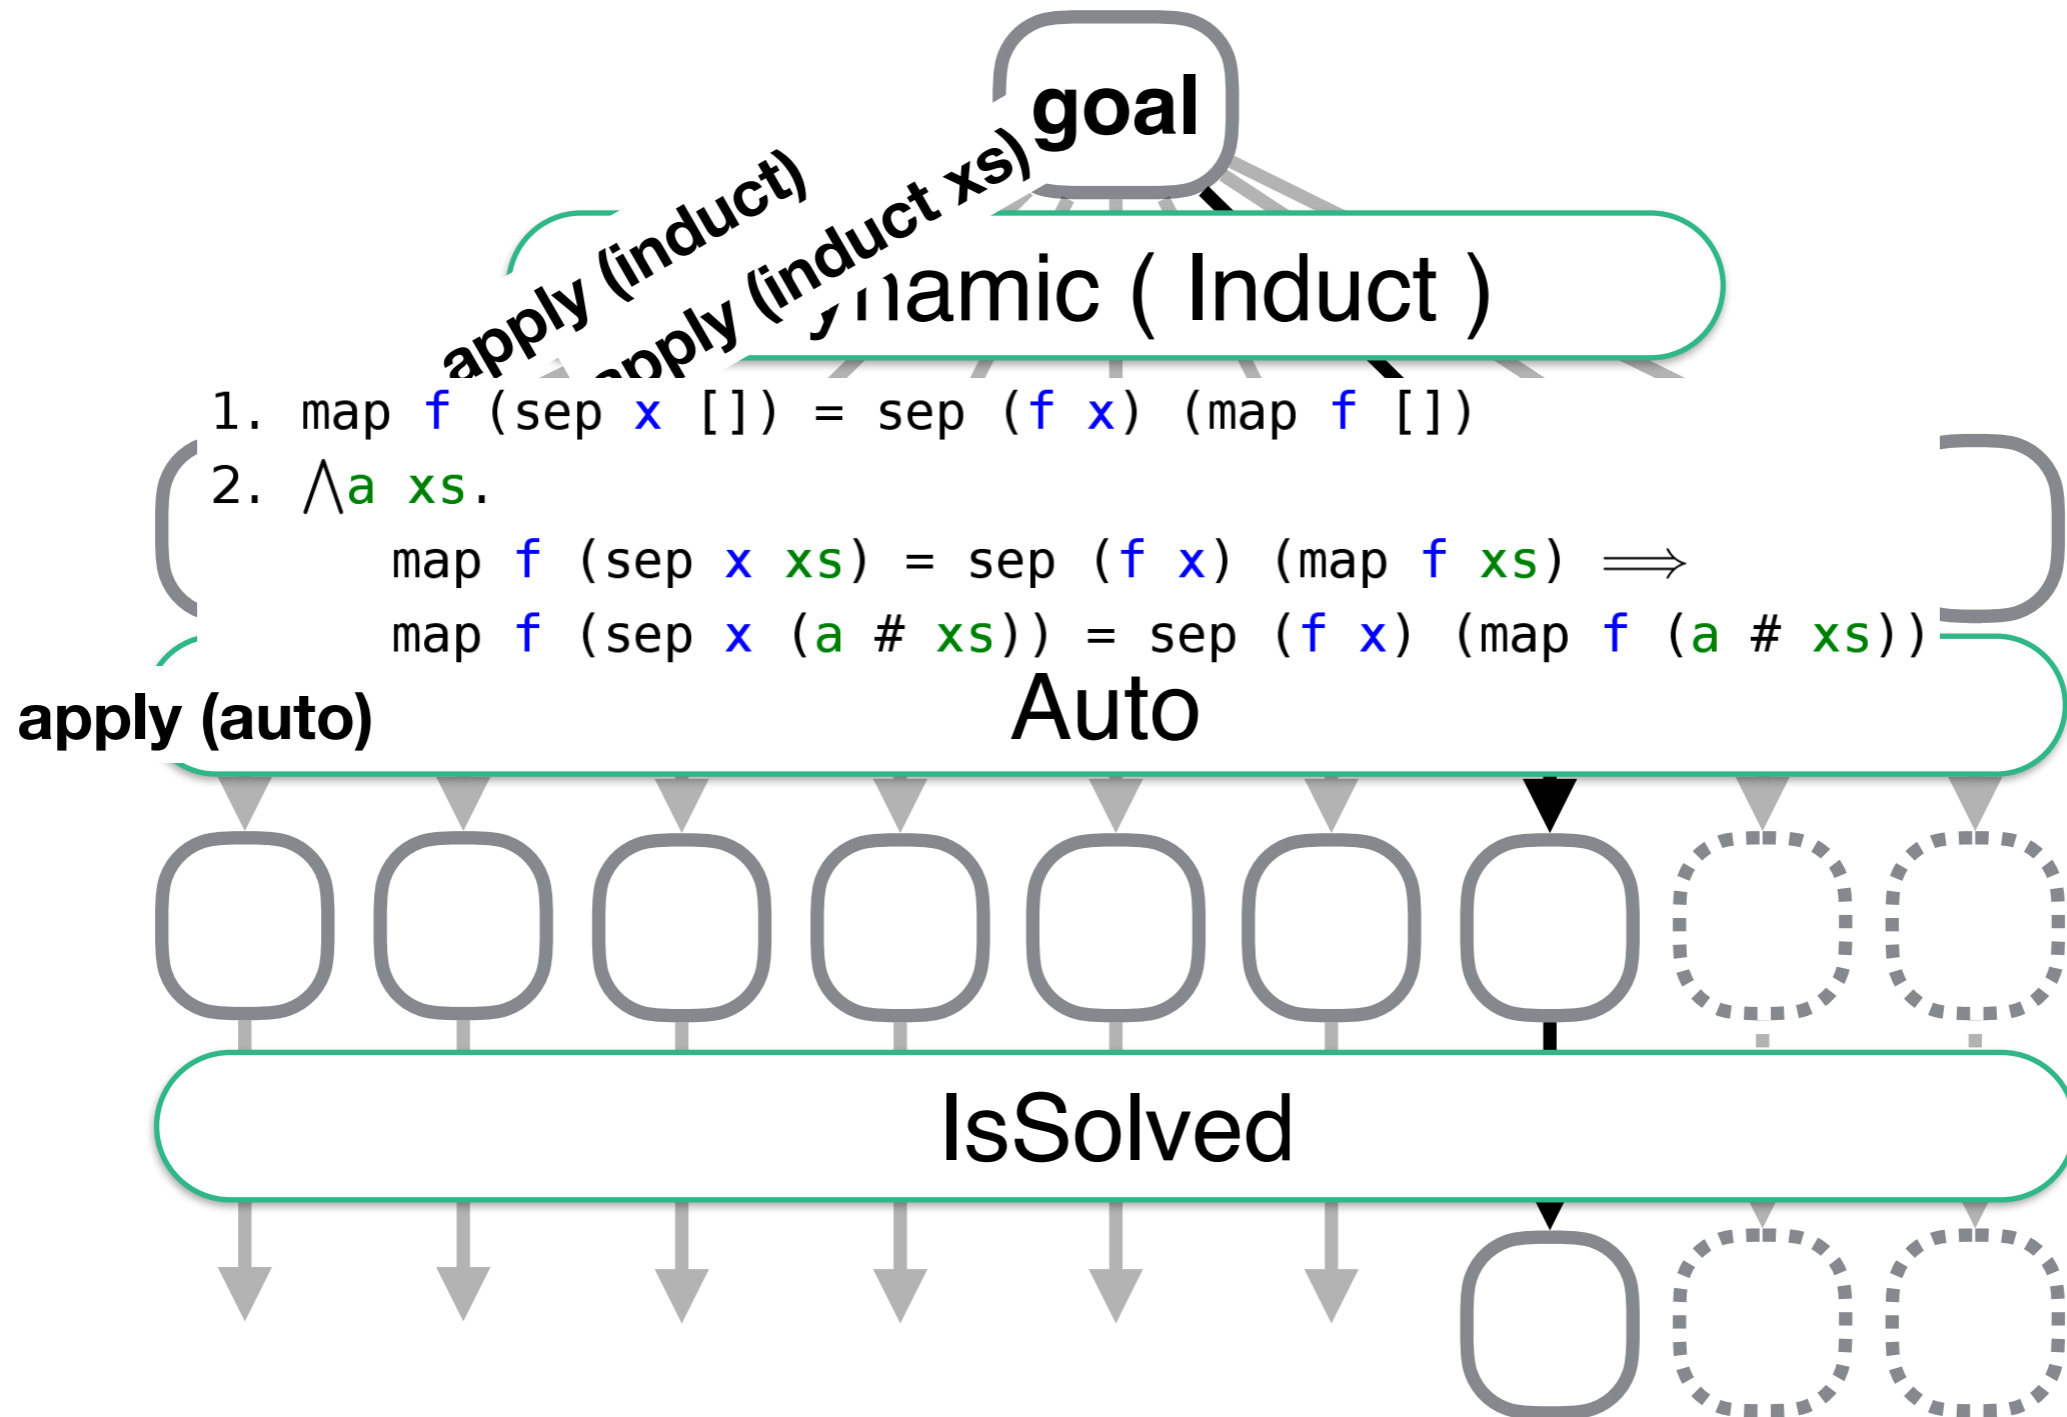 goal
apply (induct)
apply (induct xs)
namic ( Induct )
1. map f (sep x []) = sep (f x) (map f [])
2. ⋀a xs.
map f (sep x xs) = sep (f x) (map f xs) ⟹
map f (sep x (a # xs)) = sep (f x) (map f (a # xs))
Auto
apply (auto)
IsSolved